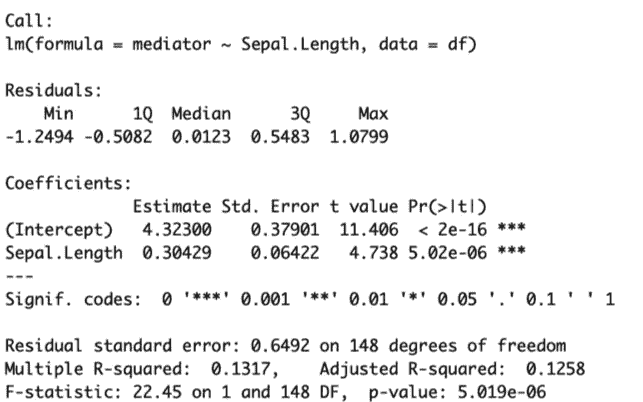 Call:
lm(formula = mediator ~ Sepal.Length, data = df)

Residuals:
    Min      1Q  Median      3Q     Max
-1.2494 -0.5082  0.0123  0.5483  1.0799

Coefficients:
             Estimate Std. Error t value Pr(>|t|)
(Intercept)   4.32300    0.37901  11.406  < 2e-16 ***
Sepal.Length  0.30429    0.06422   4.738 5.02e-06 ***
---
Signif. codes:  0 '***' 0.001 '**' 0.01 '*' 0.05 '.' 0.1 ' ' 1

Residual standard error: 0.6492 on 148 degrees of freedom
Multiple R-squared:  0.1317,    Adjusted R-squared:  0.1258
F-statistic: 22.45 on 1 and 148 DF,  p-value: 5.019e-06